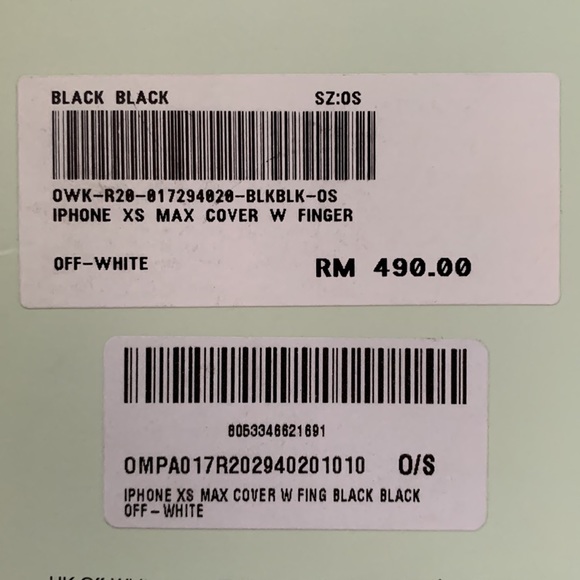 BLACK BLACK SZ:OS
OWK-R20-017294020-BLKBLK-OS
IPHONE XS MAX COVER W FINGER
OFF-WHITE RM 490.00
8053346621691
OMPA017R202940201010 O/S
IPHONE XS MAX COVER W FING BLACK BLACK
OFF-WHITE